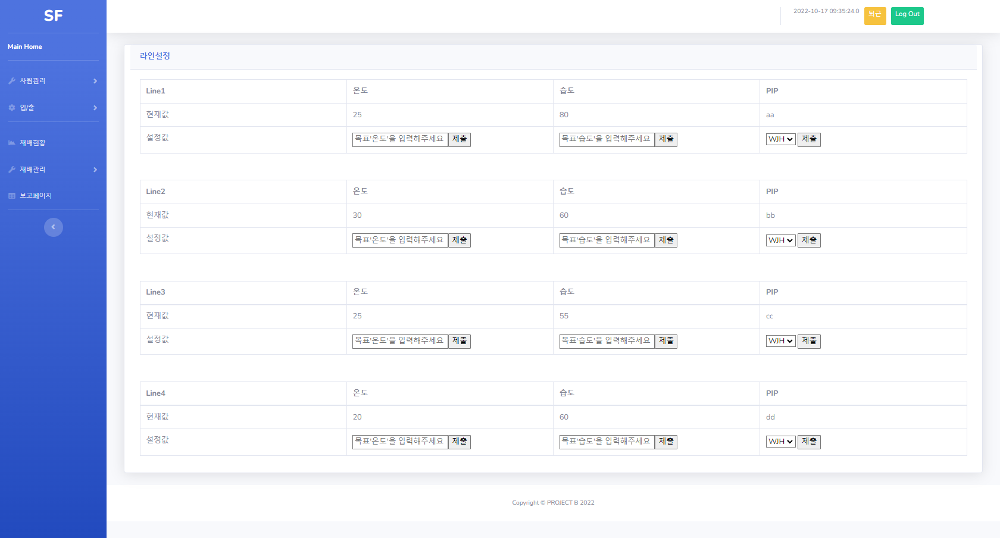 SF
Main Home
사원관리
입/출
재배현황
재배관리
보고페이지
2022-10-17 09:35:24.0 퇴근 Log Out
라인설정
Line1 온도 습도 PIP
현재값 25 80 aa
설정값 목표'온도'을 입력해주세요 제출 목표'습도'을 입력해주세요 제출 WJH 제출
Line2 온도 습도 PIP
현재값 30 60 bb
설정값 목표'온도'을 입력해주세요 제출 목표'습도'을 입력해주세요 제출 WJH 제출
Line3 온도 습도 PIP
현재값 25 55 cc
설정값 목표'온도'을 입력해주세요 제출 목표'습도'을 입력해주세요 제출 WJH 제출
Line4 온도 습도 PIP
현재값 20 60 dd
설정값 목표'온도'을 입력해주세요 제출 목표'습도'을 입력해주세요 제출 WJH 제출
Copyright © PROJECT B 2022